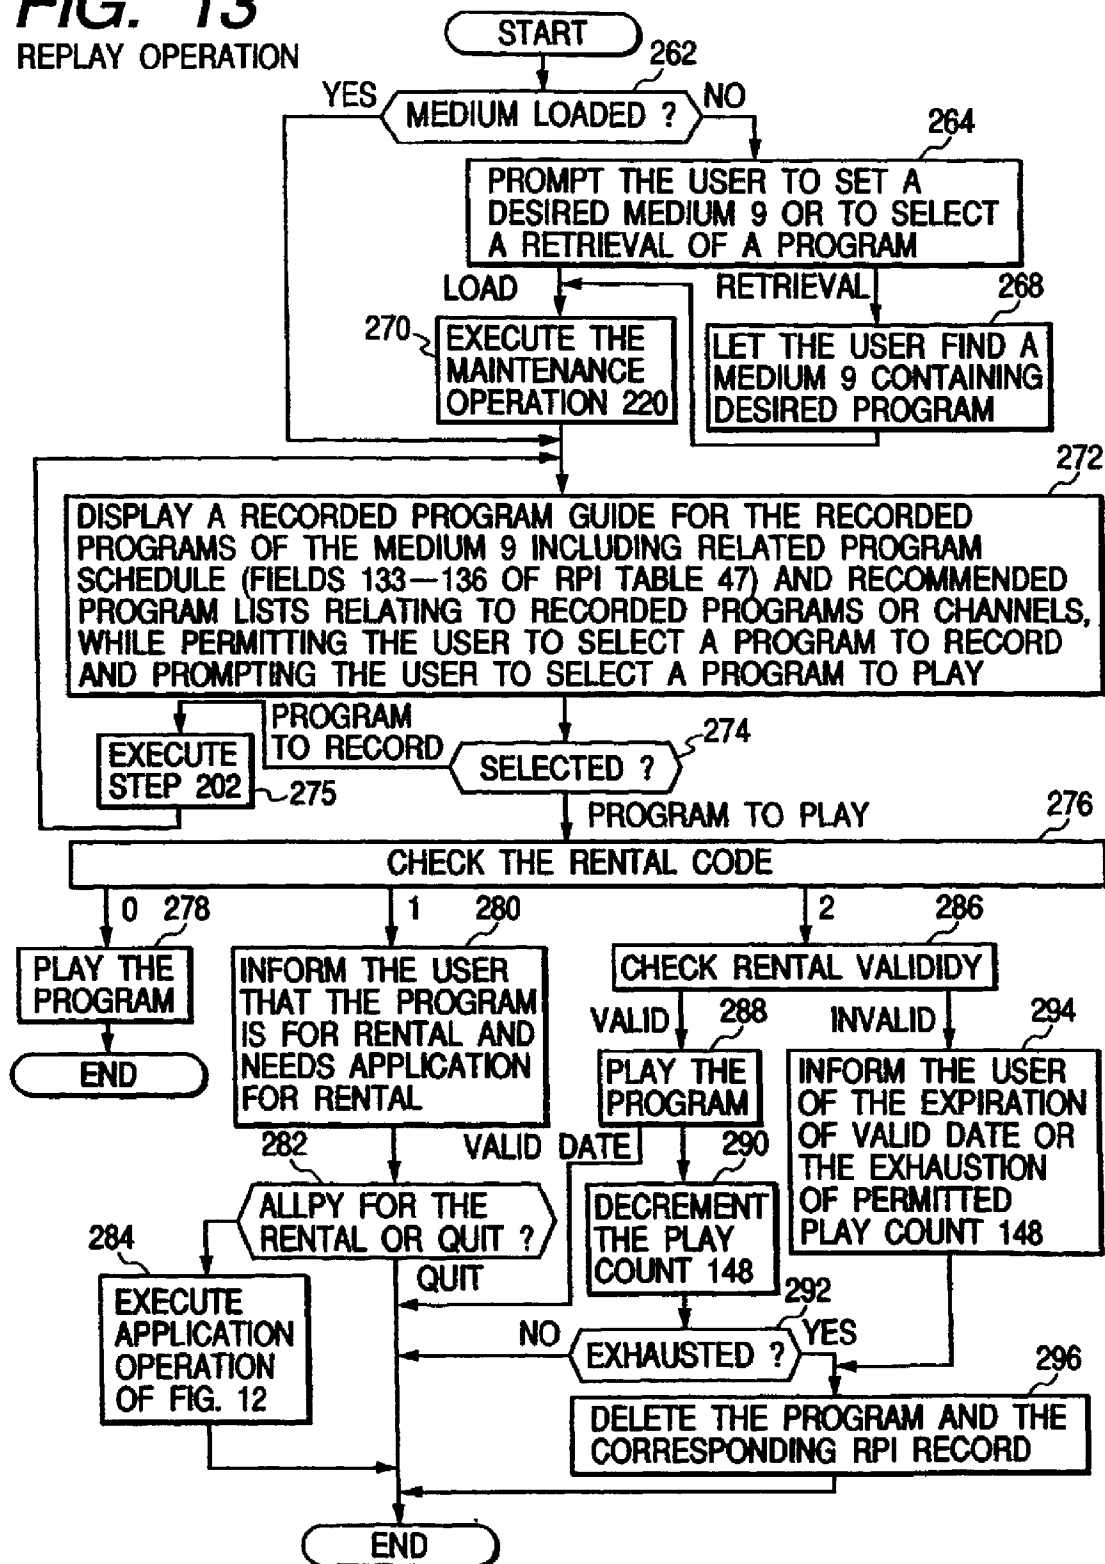 FIG. 13
REPLAY OPERATION
START
262
YES
MEDIUM LOADED ?
NO
264
PROMPT THE USER TO SET A
DESIRED MEDIUM 9 OR TO SELECT
A RETRIEVAL OF A PROGRAM
LOAD
RETRIEVAL
268
270
EXECUTE THE
MAINTENANCE
OPERATION 220
LET THE USER FIND A
MEDIUM 9 CONTAINING
DESIRED PROGRAM
272
DISPLAY A RECORDED PROGRAM GUIDE FOR THE RECORDED
PROGRAMS OF THE MEDIUM 9 INCLUDING RELATED PROGRAM
SCHEDULE (FIELDS 133—136 OF RPI TABLE 47) AND RECOMMENDED
PROGRAM LISTS RELATING TO RECORDED PROGRAMS OR CHANNELS,
WHILE PERMITTING THE USER TO SELECT A PROGRAM TO RECORD
AND PROMPTING THE USER TO SELECT A PROGRAM TO PLAY
PROGRAM
TO RECORD
274
SELECTED ?
EXECUTE
STEP 202
275
PROGRAM TO PLAY
276
CHECK THE RENTAL CODE
0
278
1
280
2
286
PLAY THE
PROGRAM
END
INFORM THE USER
THAT THE PROGRAM
IS FOR RENTAL AND
NEEDS APPLICATION
FOR RENTAL
CHECK RENTAL VALIDIDY
VALID
288
INVALID
294
PLAY THE
PROGRAM
INFORM THE USER
OF THE EXPIRATION
OF VALID DATE OR
THE EXHAUSTION
OF PERMITTED
PLAY COUNT 148
282
VALID DATE
290
ALLPY FOR THE
RENTAL OR QUIT ?
DECREMENT
THE PLAY
COUNT 148
284
QUIT
EXECUTE
APPLICATION
OPERATION
OF FIG. 12
292
NO
EXHAUSTED ?
YES
296
DELETE THE PROGRAM AND THE
CORRESPONDING RPI RECORD
END